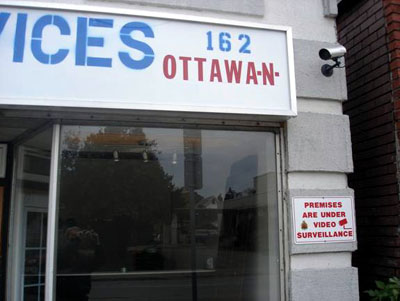 VICES
162
OTTAWA-N-
PREMISES
ARE UNDER
VIDEO
SURVEILLANCE